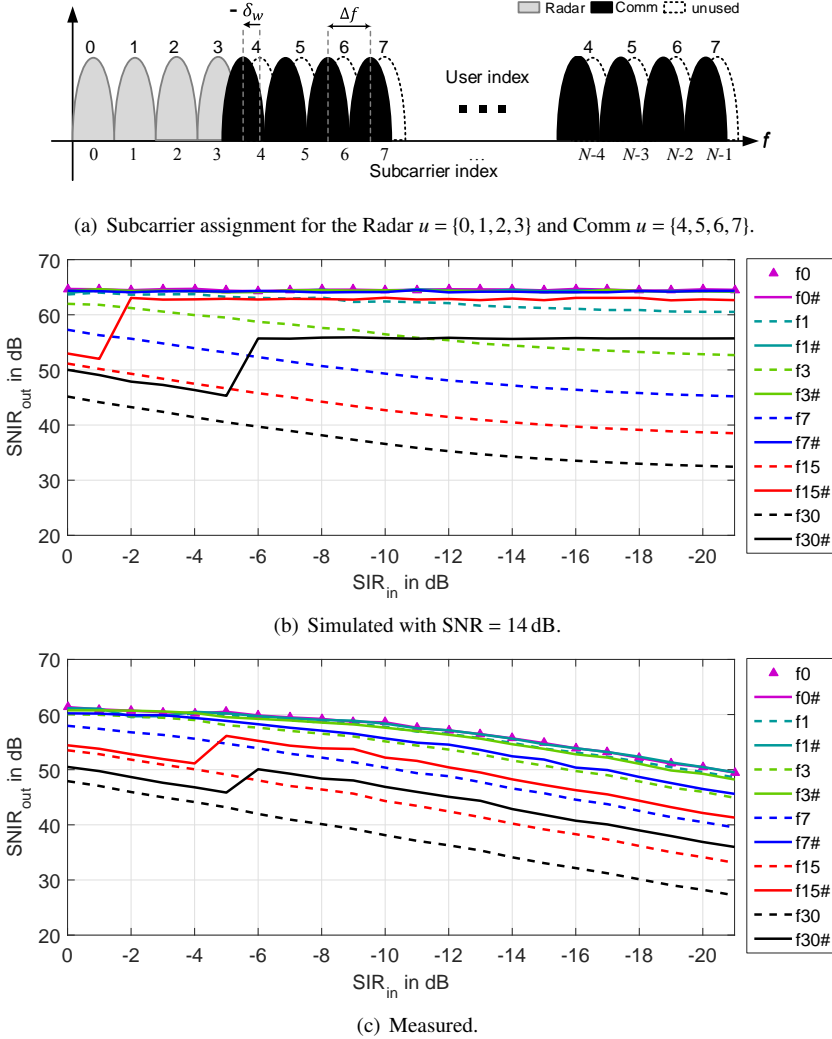 Radar Comm unused
- δw Δf
0 1 2 3 4 5 6 7 4 5 6 7
User index
...
f
0 1 2 3 4 5 6 7 ... N-4 N-3 N-2 N-1
Subcarrier index
(a) Subcarrier assignment for the Radar u = {0,1,2,3} and Comm u = {4,5,6,7}.
70
60
50
40
30
20
SNIRout in dB
0 -2 -4 -6 -8 -10 -12 -14 -16 -18 -20
SIRin in dB
f0
f0#
f1
f1#
f3
f3#
f7
f7#
f15
f15#
f30
f30#
(b) Simulated with SNR = 14 dB.
70
60
50
40
30
20
SNIRout in dB
0 -2 -4 -6 -8 -10 -12 -14 -16 -18 -20
SIRin in dB
f0
f0#
f1
f1#
f3
f3#
f7
f7#
f15
f15#
f30
f30#
(c) Measured.